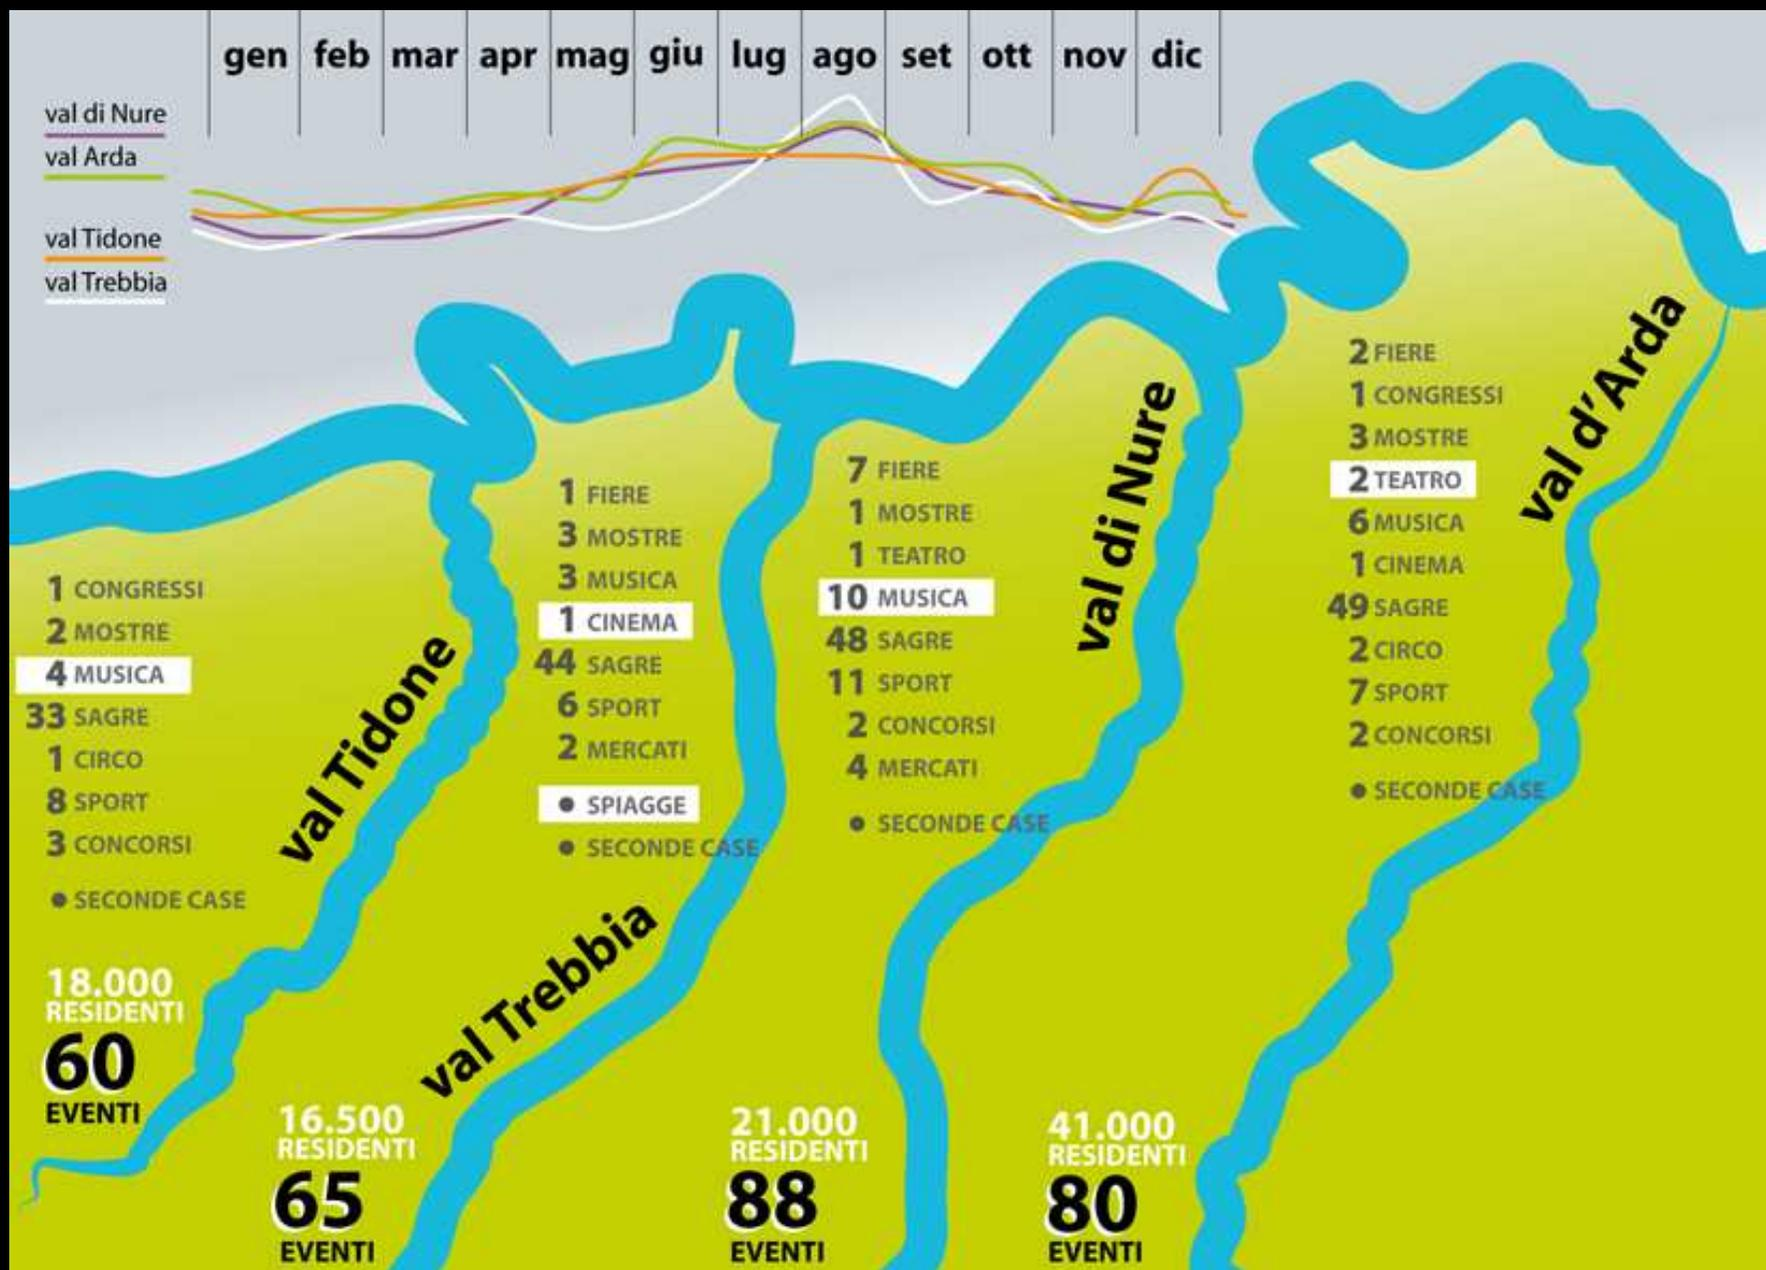 gen feb mar apr mag giu lug ago set ott nov dic
val di Nure
val Arda
val Tidone
val Trebbia
1 CONGRESSI
2 MOSTRE
4 MUSICA
33 SAGRE
1 CIRCO
8 SPORT
3 CONCORSI
• SECONDE CASE
val Tidone
18.000
RESIDENTI
60
EVENTI
1 FIERE
3 MOSTRE
3 MUSICA
1 CINEMA
44 SAGRE
6 SPORT
2 MERCATI
• SPIAGGE
• SECONDE CASE
val Trebbia
16.500
RESIDENTI
65
EVENTI
7 FIERE
1 MOSTRE
1 TEATRO
10 MUSICA
48 SAGRE
11 SPORT
2 CONCORSI
4 MERCATI
• SECONDE CASE
val di Nure
21.000
RESIDENTI
88
EVENTI
2 FIERE
1 CONGRESSI
3 MOSTRE
2 TEATRO
6 MUSICA
1 CINEMA
49 SAGRE
2 CIRCO
7 SPORT
2 CONCORSI
• SECONDE CASE
val d'Arda
41.000
RESIDENTI
80
EVENTI